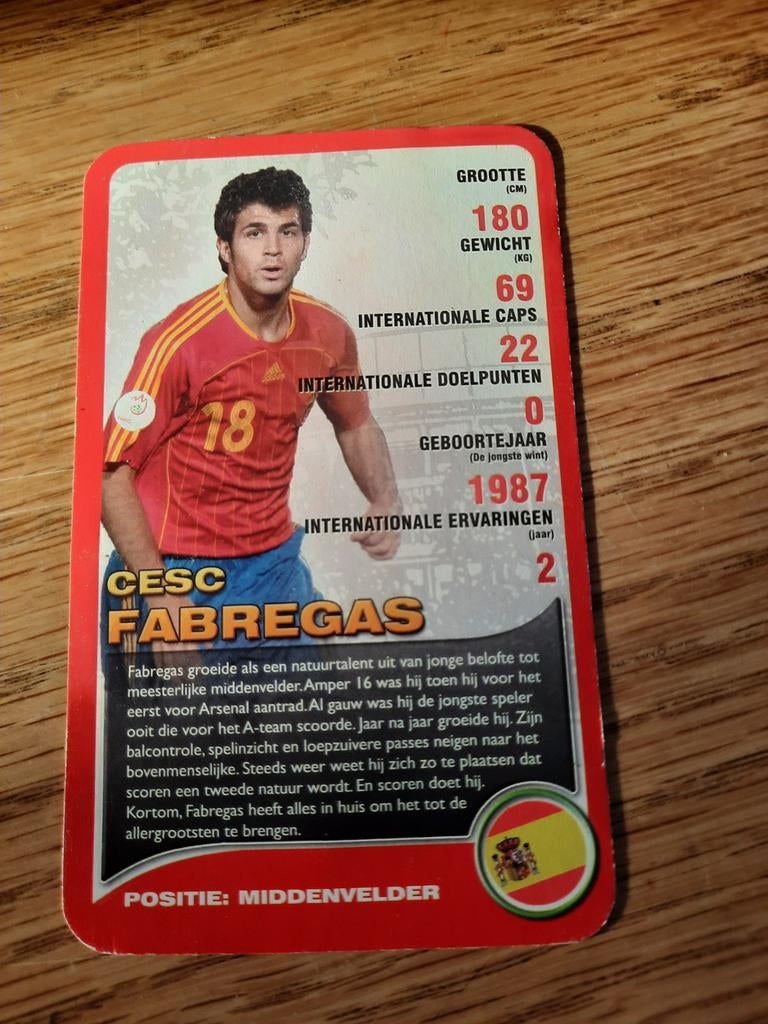 GROOTTE
(CM)
180
GEWICHT
(KG)
69
INTERNATIONALE CAPS
22
INTERNATIONALE DOELPUNTEN
0
GEBOORTEJAAR
(De jongste wint)
1987
INTERNATIONALE ERVARINGEN
(jaar)
2
18
CESC
FABREGAS
Fabregas groeide als een natuurtalent uit van jonge belofte tot
meesterlijke middenvelder. Amper 16 was hij toen hij voor het
eerst voor Arsenal aantrad. Al gauw was hij de jongste speler
ooit die voor het A-team scoorde. Jaar na jaar groeide hij. Zijn
balcontrole, spelinzicht en loepzuivere passes neigen naar het
bovenmenselijke. Steeds weer weet hij zich zo te plaatsen dat
scoren een tweede natuur wordt. En scoren doet hij.
Kortom, Fabregas heeft alles in huis om het tot de
allergrootsten te brengen.
POSITIE: MIDDENVELDER